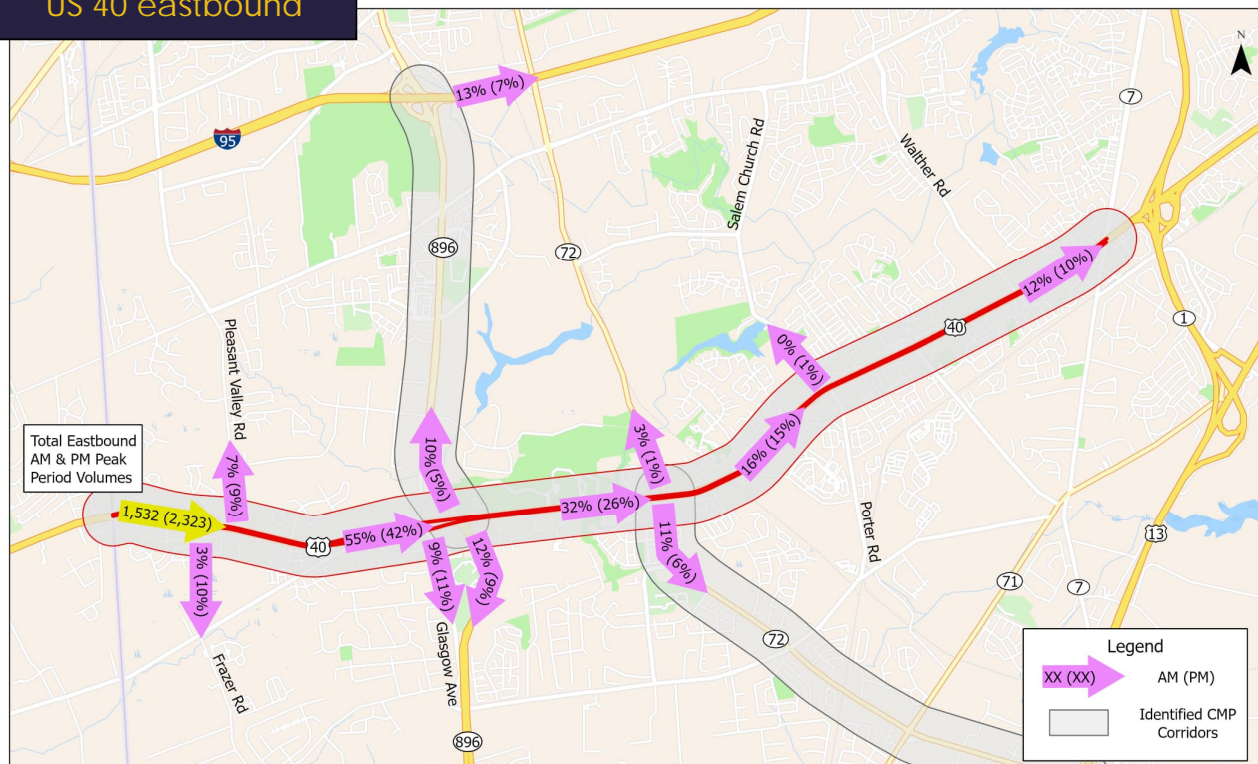 US 40 eastbound
N
13% (7%)
7
95
Salem Church Rd
Walther Rd
896
72
12% (10%)
40
1
Pleasant Valley Rd
0% (1%)
Total Eastbound
AM & PM Peak
Period Volumes
7% (9%)
10% (5%)
3% (1%)
16% (15%)
1,532 (2,323)
32% (26%)
55% (42%)
40
3% (10%)
9% (11%)
12% (9%)
11% (6%)
Porter Rd
13
71
7
Glasgow Ave
Frazer Rd
72
896
Legend
XX (XX)
AM (PM)
Identified CMP
Corridors